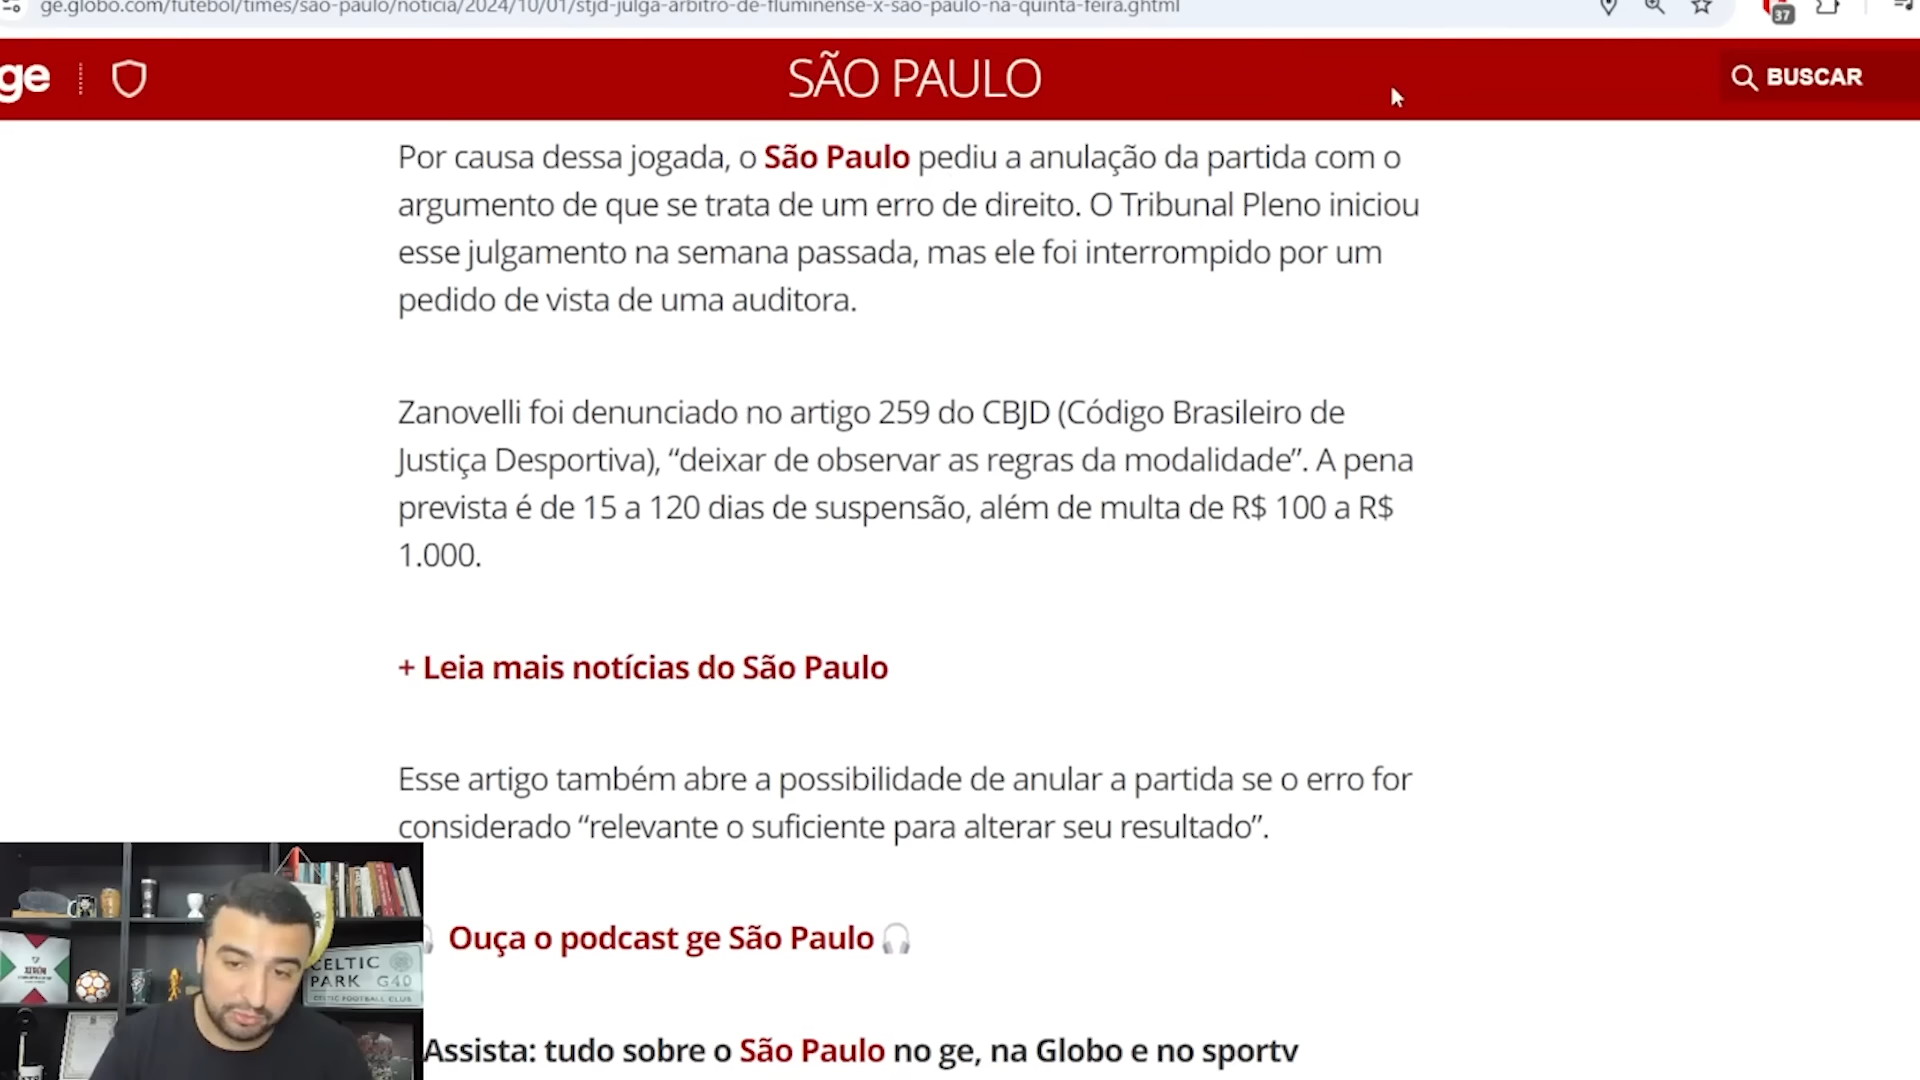 ge.globo.com/futebol/times/sao-paulo/noticia/2024/10/01/stjd-julga-arbitro-de-fluminense-x-sao-paulo-na-quinta-feira.ghtml
37
ge
SÃO PAULO
BUSCAR
Por causa dessa jogada, o São Paulo pediu a anulação da partida com o
argumento de que se trata de um erro de direito. O Tribunal Pleno iniciou
esse julgamento na semana passada, mas ele foi interrompido por um
pedido de vista de uma auditora.
Zanovelli foi denunciado no artigo 259 do CBJD (Código Brasileiro de
Justiça Desportiva), “deixar de observar as regras da modalidade”. A pena
prevista é de 15 a 120 dias de suspensão, além de multa de R$ 100 a R$
1.000.
+ Leia mais notícias do São Paulo
Esse artigo também abre a possibilidade de anular a partida se o erro for
considerado “relevante o suficiente para alterar seu resultado”.
Ouça o podcast ge São Paulo
Assista: tudo sobre o São Paulo no ge, na Globo e no sportv
CELTIC
PARK G40
CELTIC FOOTBALL CLUB